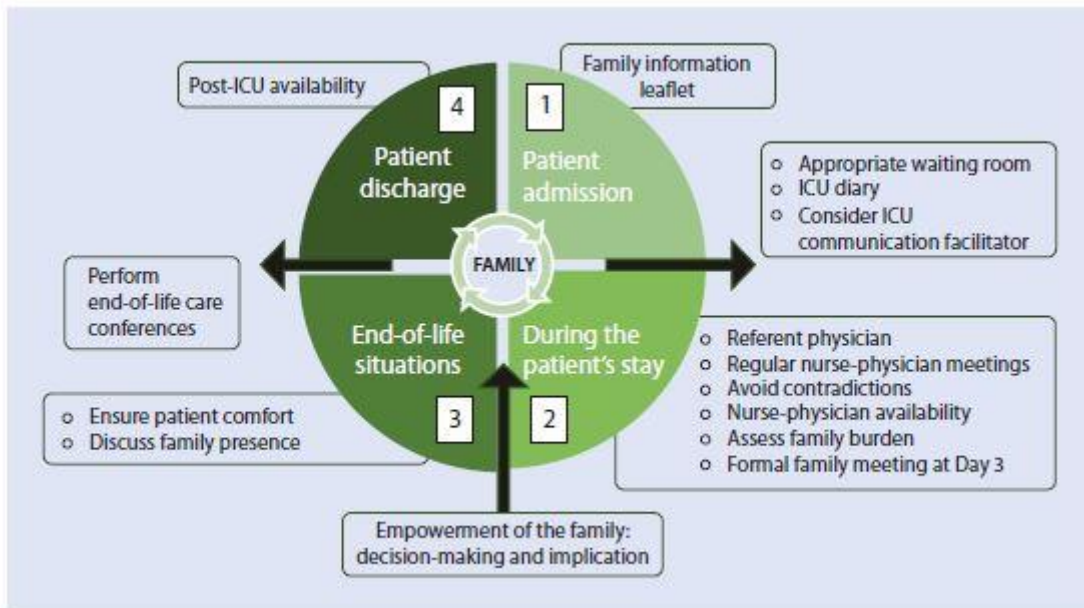 Post-ICU availability
4
Patient
discharge
1
Patient
admission
Family information
leaflet
o Appropriate waiting room
o ICU diary
o Consider ICU
communication facilitator
FAMILY
Perform
end-of-life care
conferences
End-of-life
situations
3
During the
patient's stay
2
o Referent physician
o Regular nurse-physician meetings
o Avoid contradictions
o Nurse-physician availability
o Assess family burden
o Formal family meeting at Day 3
o Ensure patient comfort
o Discuss family presence
Empowerment of the family:
decision-making and implication